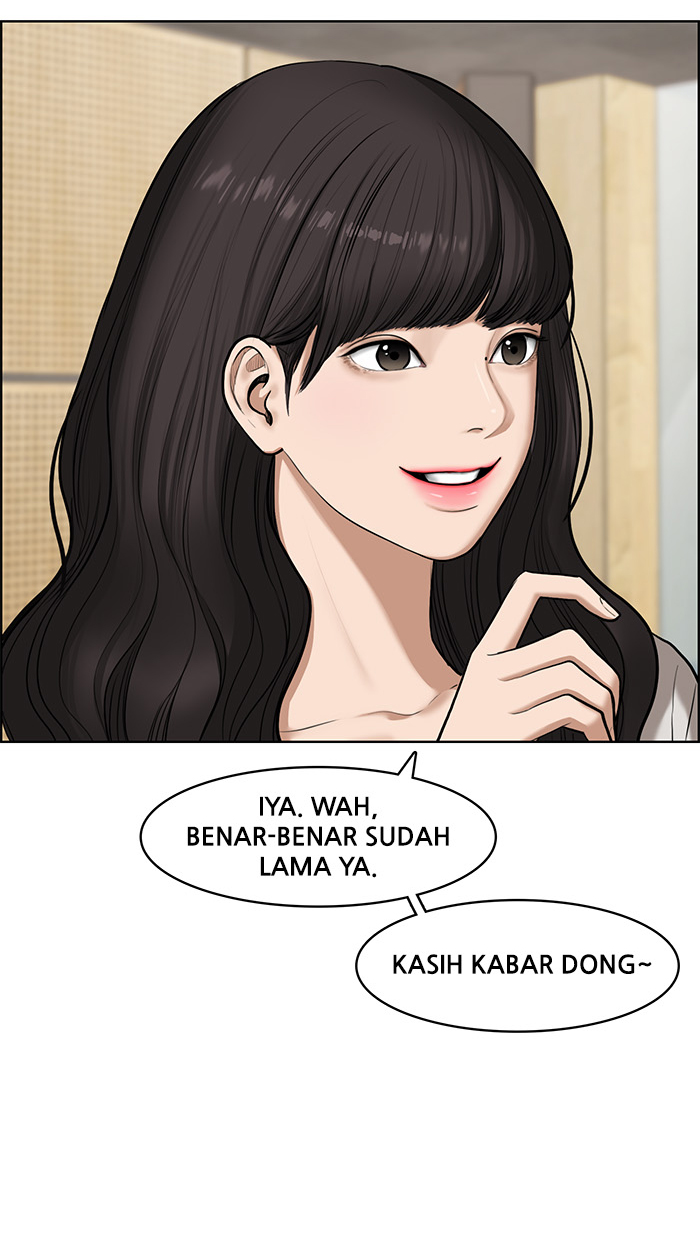 IYA. WAH,
BENAR-BENAR SUDAH
LAMA YA.
KASIH KABAR DONG~